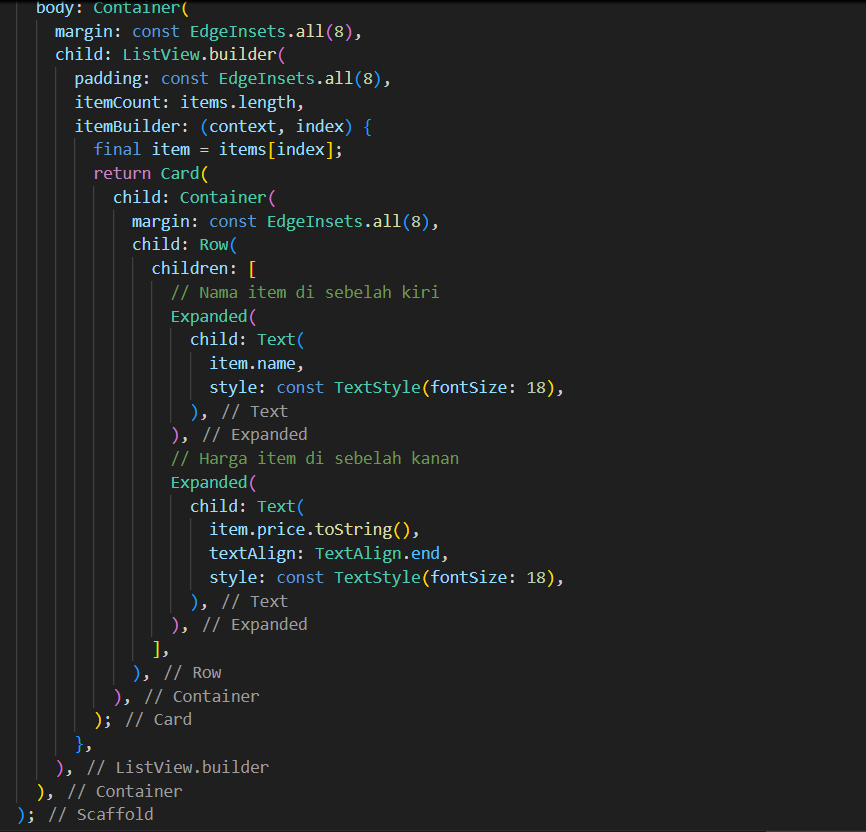 body: Container(
margin: const EdgeInsets.all(8),
child: ListView.builder(
padding: const EdgeInsets.all(8),
itemCount: items.length,
itemBuilder: (context, index) {
final item = items[index];
return Card(
child: Container(
margin: const EdgeInsets.all(8),
child: Row(
children: [
// Nama item di sebelah kiri
Expanded(
child: Text(
item.name,
style: const TextStyle(fontSize: 18),
), // Text
), // Expanded
// Harga item di sebelah kanan
Expanded(
child: Text(
item.price.toString(),
textAlign: TextAlign.end,
style: const TextStyle(fontSize: 18),
), // Text
), // Expanded
],
), // Row
), // Container
); // Card
},
), // ListView.builder
), // Container
); // Scaffold